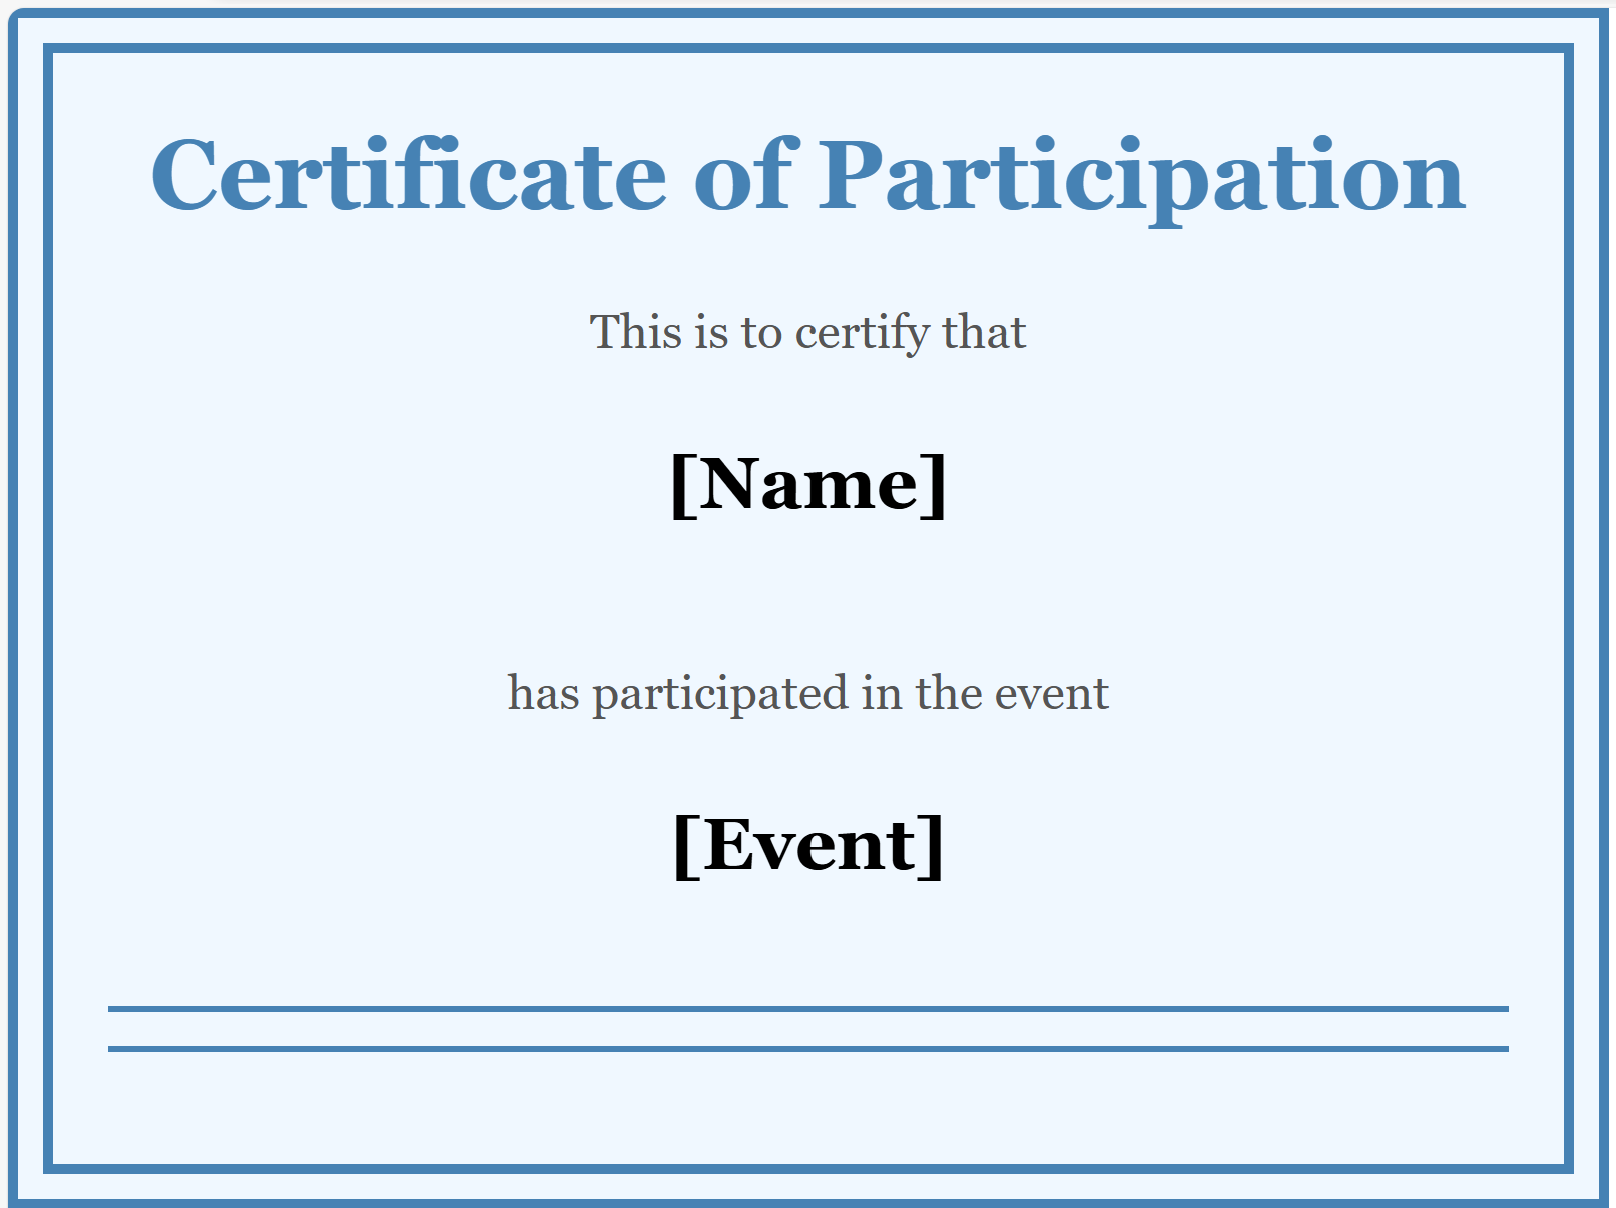 Certificate of Participation
This is to certify that
[Name]
has participated in the event
[Event]